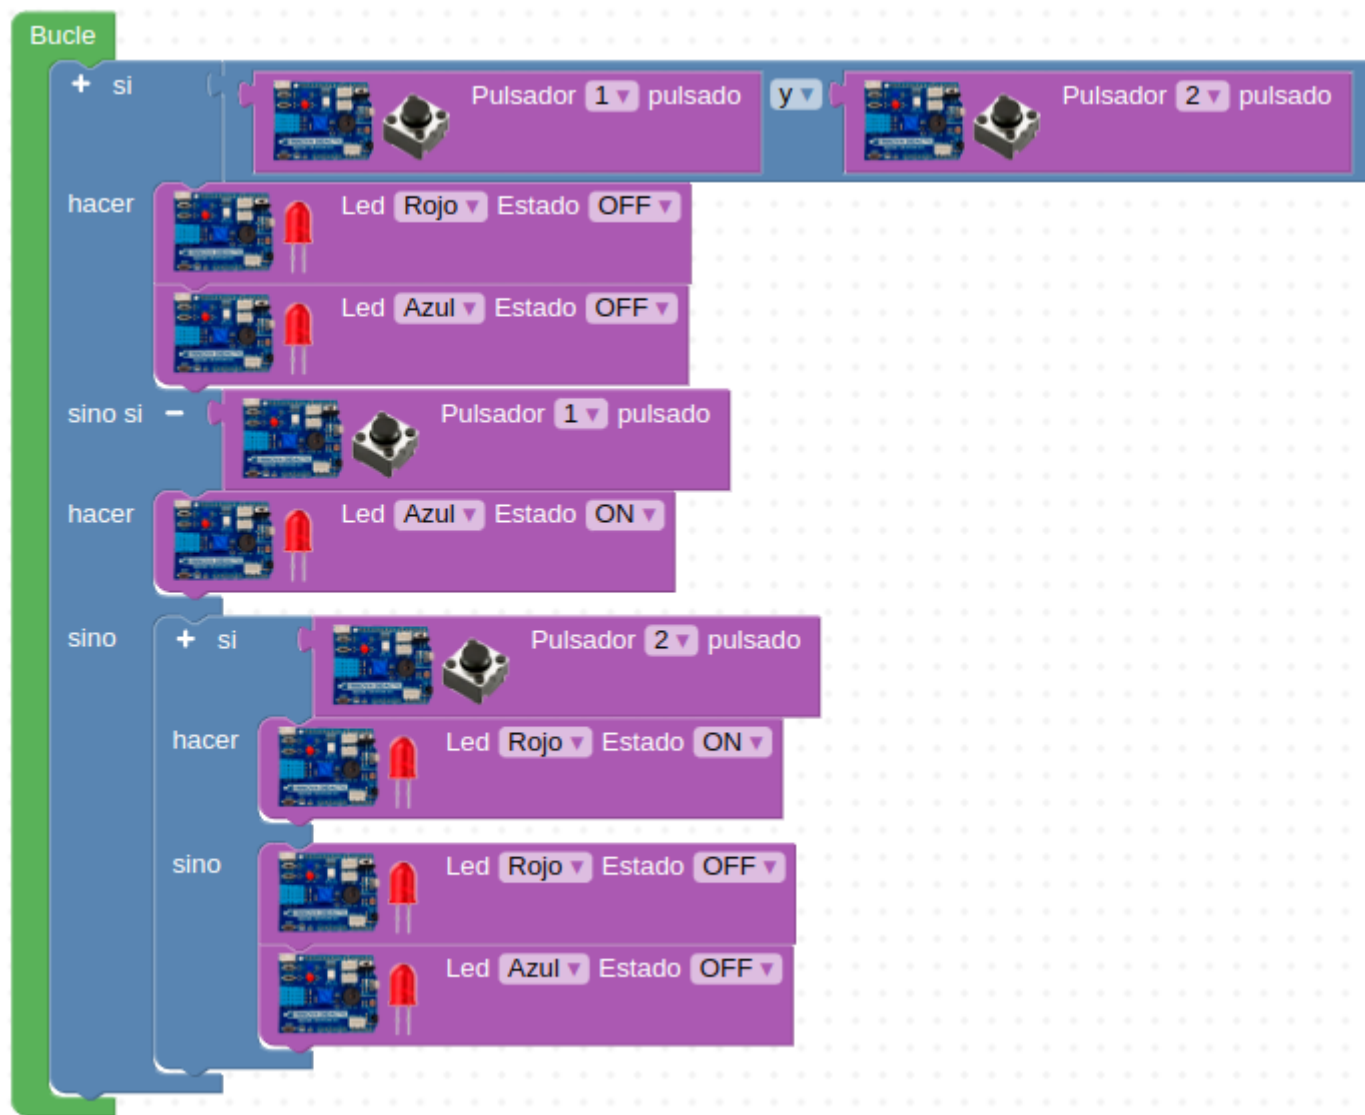 Bucle
+ si Pulsador 1 pulsado y Pulsador 2 pulsado
hacer Led Rojo Estado OFF
Led Azul Estado OFF
sino si - Pulsador 1 pulsado
hacer Led Azul Estado ON
sino + si Pulsador 2 pulsado
hacer Led Rojo Estado ON
sino Led Rojo Estado OFF
Led Azul Estado OFF